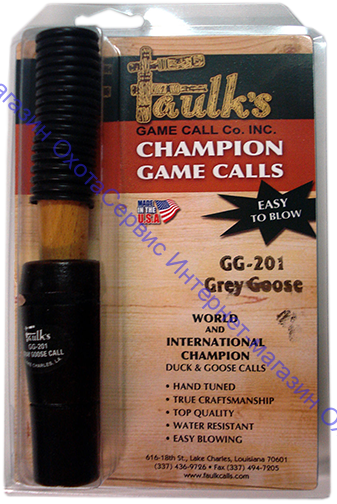 Faulk's
GAME CALL Co. INC.
CHAMPION
GAME CALLS
MADE
IN THE
USA
EASY
TO BLOW
GG-201
Grey Goose
WORLD
AND
INTERNATIONAL
CHAMPION
DUCK & GOOSE CALLS
• HAND TUNED
• TRUE CRAFTSMANSHIP
• TOP QUALITY
• WATER RESISTANT
• EASY BLOWING
616-18th St., Lake Charles, Louisiana 70601
(337) 436-9726 • Fax (337) 494-7205
www.faulkcalls.com
Faulk's
GG-201
GOOSE CALL
CHARLES, LA.
магазин ОхотаСервис Интернет магазин Ох